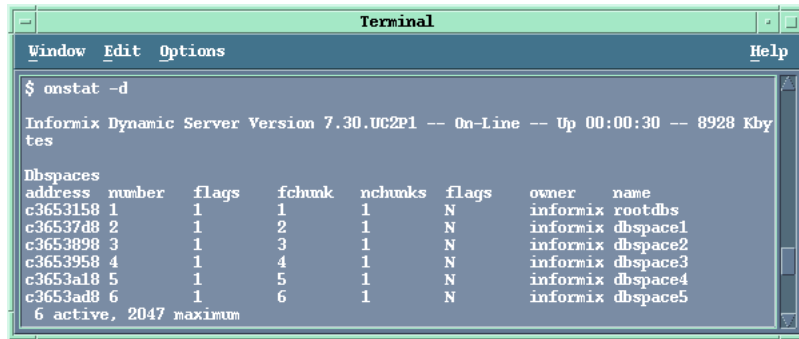 Terminal
Window Edit Options Help
$ onstat -d
Informix Dynamic Server Version 7.30.UC2P1 -- On-Line -- Up 00:00:30 -- 8928 Kby
tes
Dbspaces
address number flags fchunk nchunks flags owner name
c3653158 1 1 1 1 N informix rootdbs
c36537d8 2 1 2 1 N informix dbspace1
c3653898 3 1 3 1 N informix dbspace2
c3653958 4 1 4 1 N informix dbspace3
c3653a18 5 1 5 1 N informix dbspace4
c3653ad8 6 1 6 1 N informix dbspace5
6 active, 2047 maximum